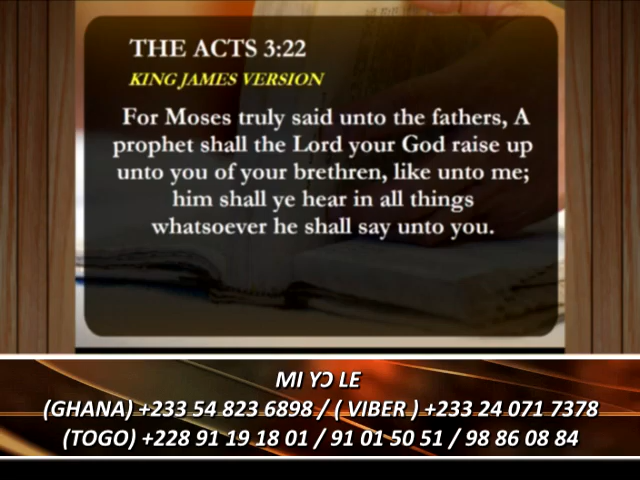 THE ACTS 3:22
KING JAMES VERSION
For Moses truly said unto the fathers, A
prophet shall the Lord your God raise up
unto you of your brethren, like unto me;
him shall ye hear in all things
whatsoever he shall say unto you.
MI YƆ LE
(GHANA) +233 54 823 6898 / ( VIBER ) +233 24 071 7378
(TOGO) +228 91 19 18 01 / 91 01 50 51 / 98 86 08 84